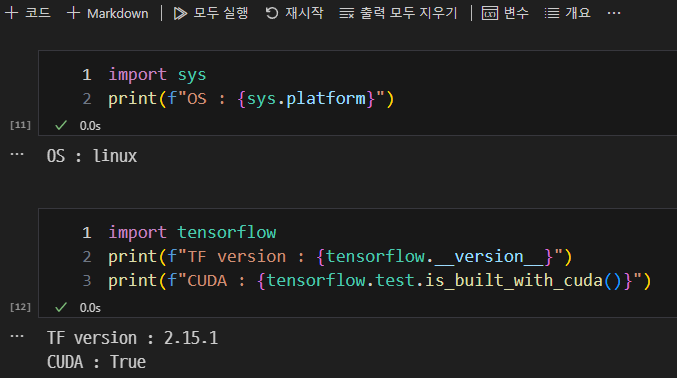 코드 Markdown 모두 실행 재시작 출력 모두 지우기 변수 개요 ...
1 import sys
2 print(f"OS : {sys.platform}")
[11] 0.0s
... OS : linux
1 import tensorflow
2 print(f"TF version : {tensorflow.__version__}")
3 print(f"CUDA : {tensorflow.test.is_built_with_cuda()}")
[12] 0.0s
... TF version : 2.15.1
CUDA : True